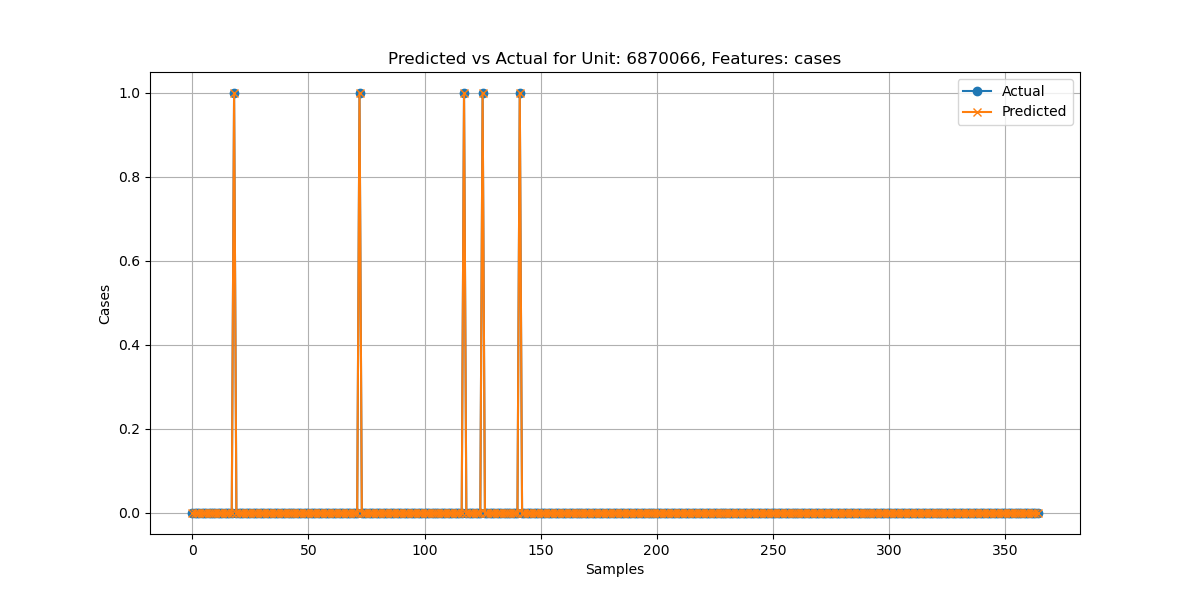 Predicted vs Actual for Unit: 6870066, Features: cases
Actual
Predicted
1.0
0.8
0.6
0.4
0.2
0.0
Cases
0 50 100 150 200 250 300 350
Samples